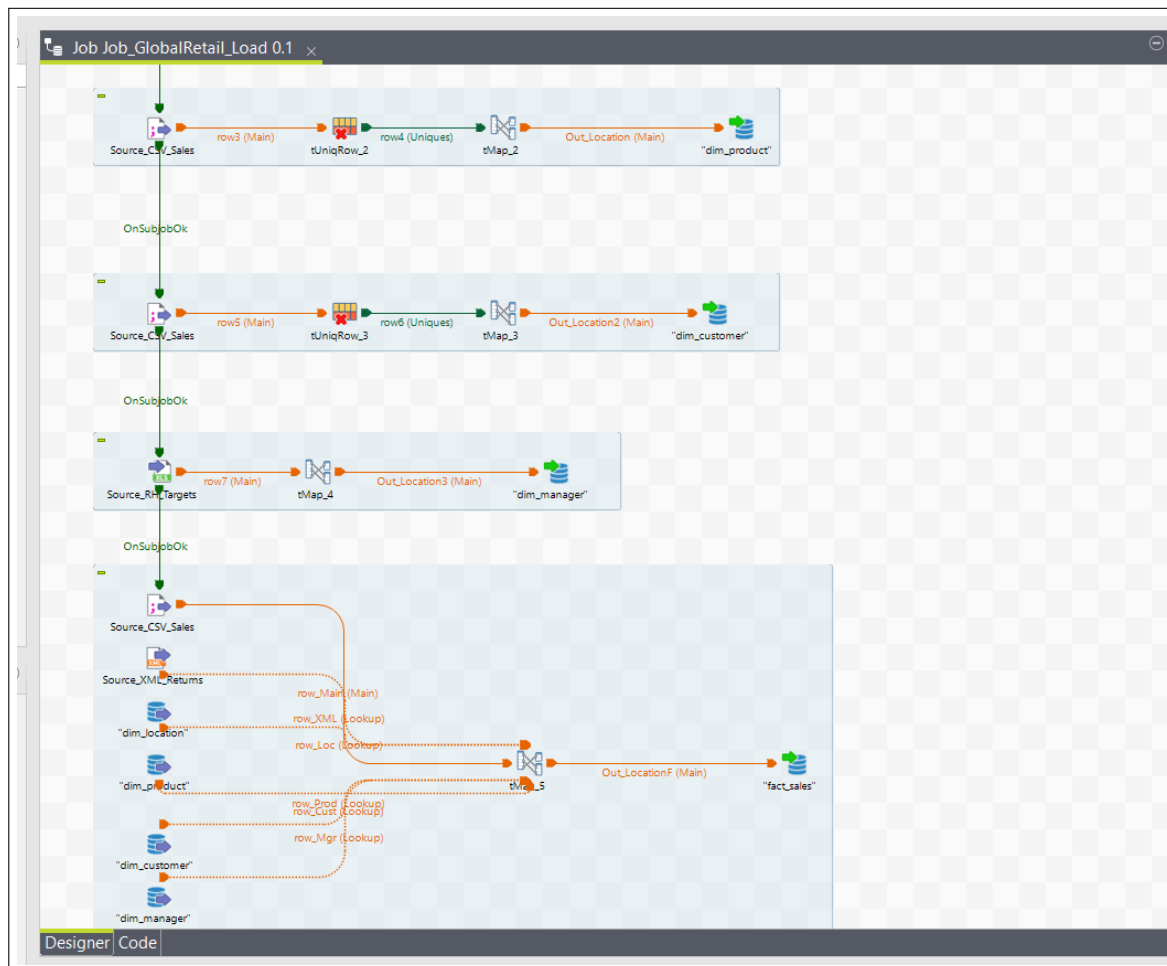 Job Job_GlobalRetail_Load 0.1
row3 (Main)
row4 (Uniques)
Out_Location (Main)
Source_CSV_Sales
tUniqRow_2
tMap_2
"dim_product"
OnSubjobOk
row5 (Main)
row6 (Uniques)
Out_Location2 (Main)
Source_CSV_Sales
tUniqRow_3
tMap_3
"dim_customer"
OnSubjobOk
row7 (Main)
Out_Location3 (Main)
Source_RH_Targets
tMap_4
"dim_manager"
OnSubjobOk
Source_CSV_Sales
Source_XML_Returns
row_Main (Main)
row_XML (Lookup)
"dim_location"
row_Loc (Lookup)
Out_LocationF (Main)
"dim_product"
tMap_5
"fact_sales"
row_Prod (Lookup)
row_Cust (Lookup)
row_Mgr (Lookup)
"dim_customer"
"dim_manager"
Designer Code